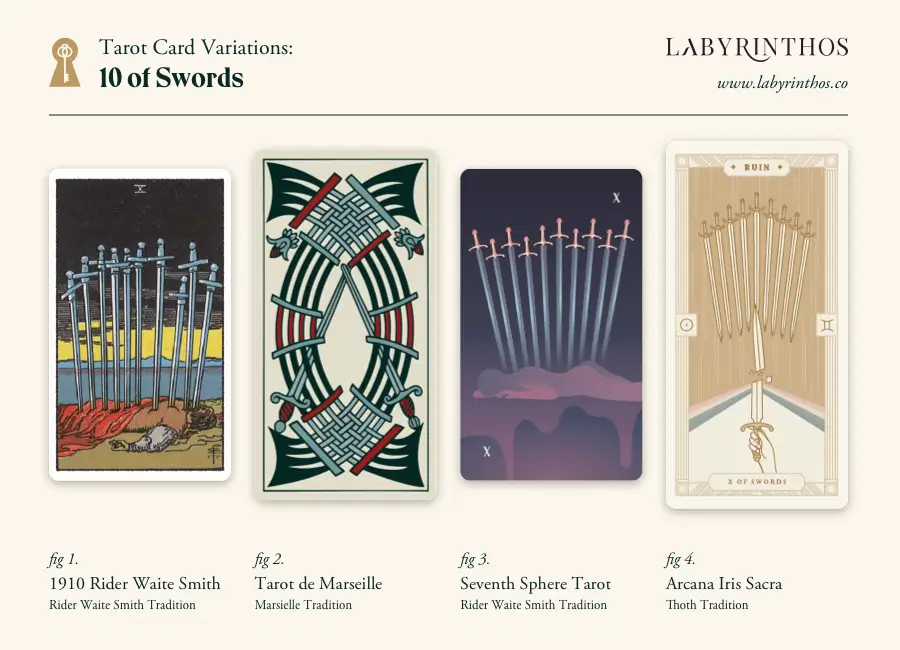 Tarot Card Variations:
10 of Swords
LABYRINTHOS
www.labyrinthos.co
X
X
X
RUIN
X OF SWORDS
fig 1.
1910 Rider Waite Smith
Rider Waite Smith Tradition
fig 2.
Tarot de Marseille
Marsielle Tradition
fig 3.
Seventh Sphere Tarot
Rider Waite Smith Tradition
fig 4.
Arcana Iris Sacra
Thoth Tradition